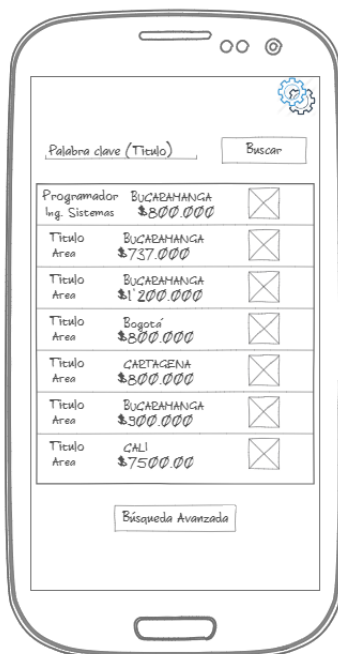 Palabra clave (Titulo) Buscar
Programador BUCARAMANGA
Ing. Sistemas $800.000
Titulo BUCARAMANGA
Area $737.000
Titulo BUCARAMANGA
Area $1'200.000
Titulo Bogotá
Area $800.000
Titulo CARTAGENA
Area $800.000
Titulo BUCARAMANGA
Area $900.000
Titulo CALI
Area $7500.00
Búsqueda Avanzada